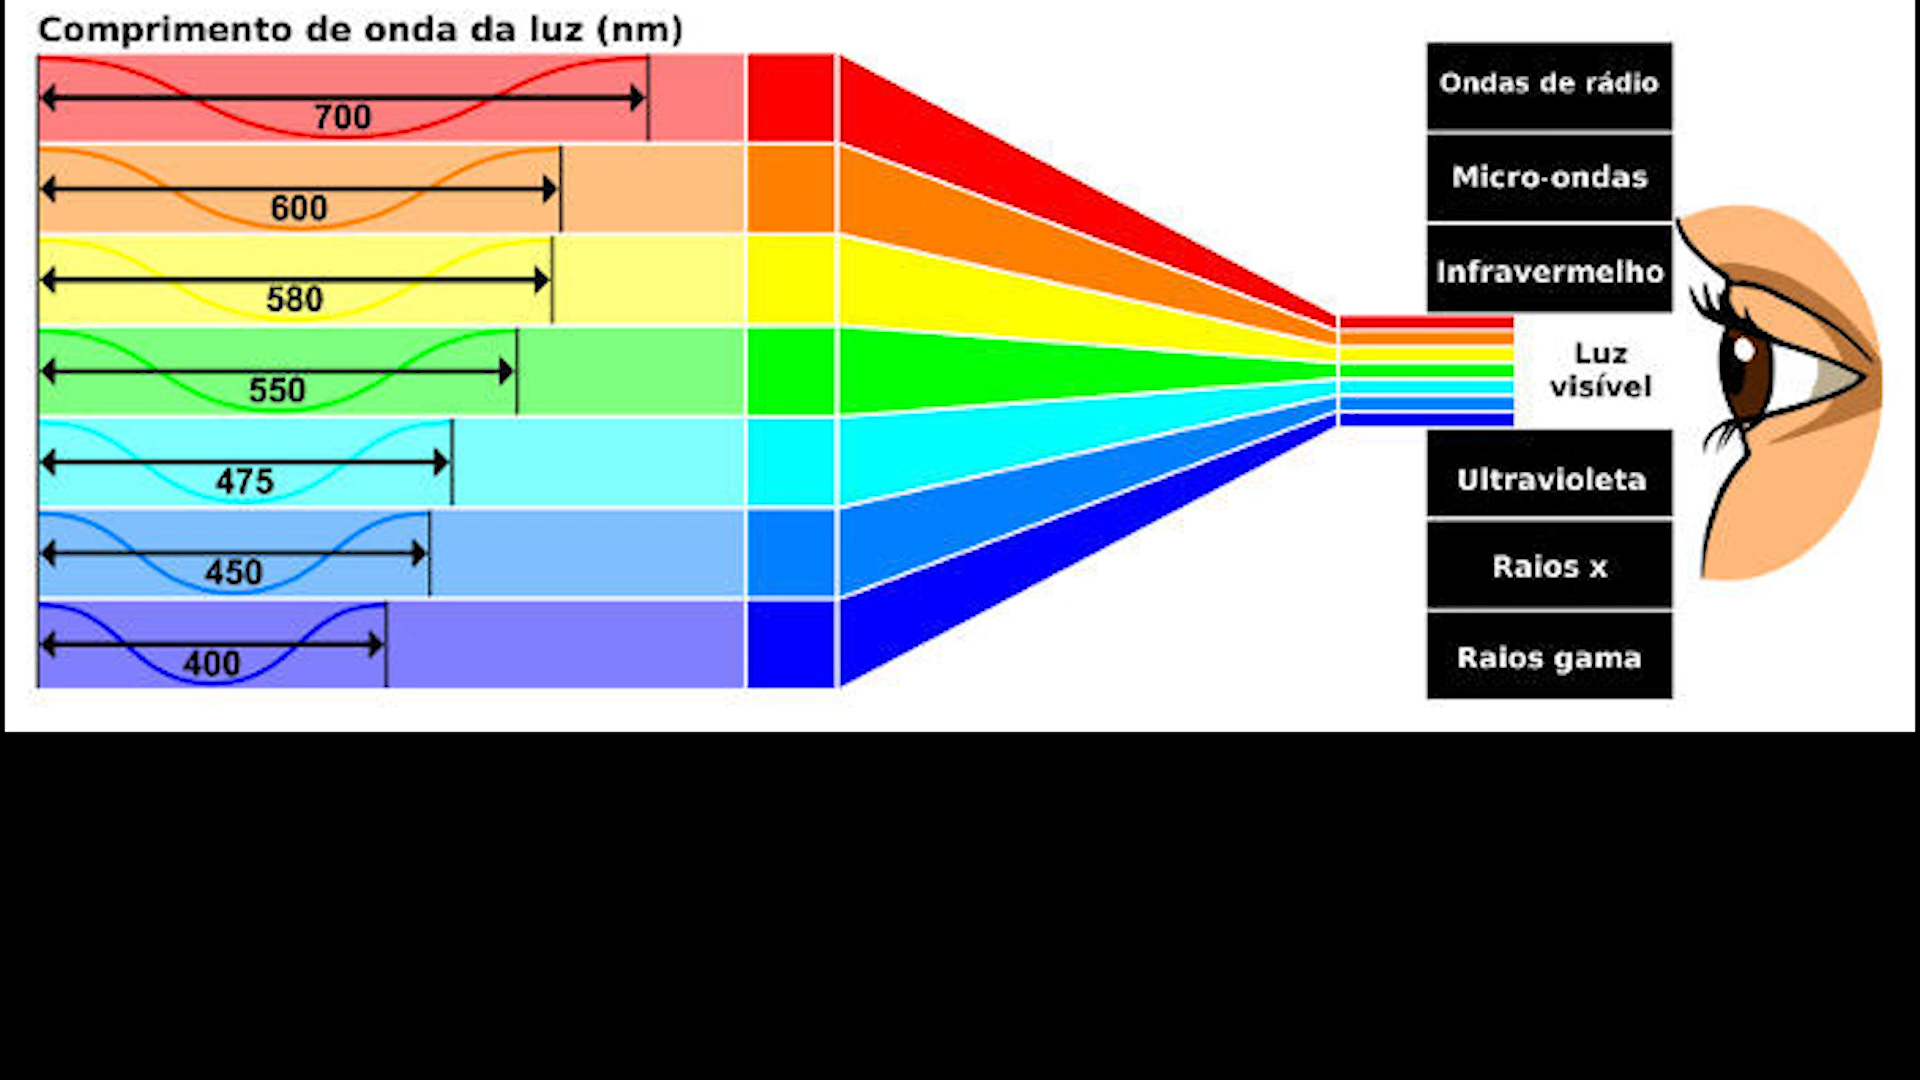 Comprimento de onda da luz (nm)
700
600
580
550
475
450
400
Ondas de rádio
Micro-ondas
Infravermelho
Luz
visível
Ultravioleta
Raios x
Raios gama